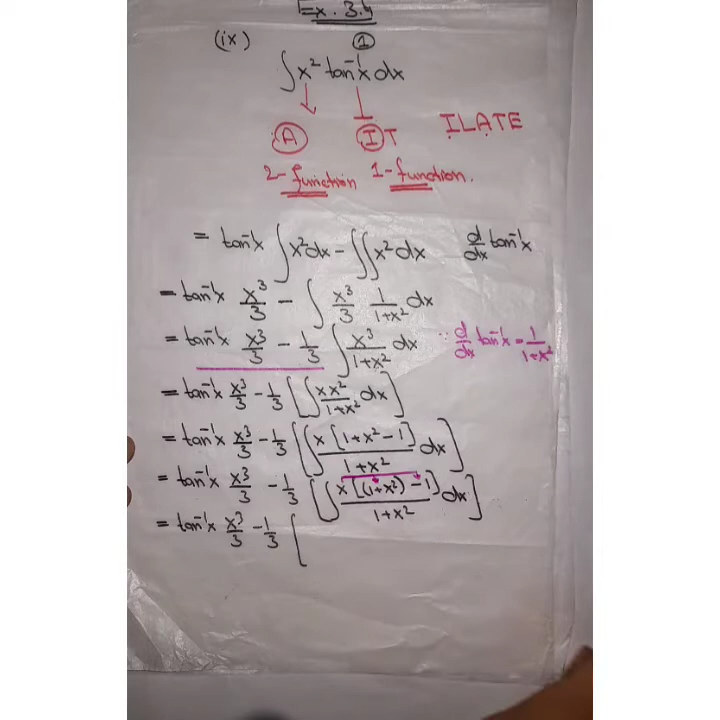 Ex. 3.
(ix) ①
∫x² tan⁻¹x dx
Ⓐ Ⓘ T ILATE
2-function 1-function.
= tan⁻¹x ∫x²dx - ∫∫x²dx d/dx tan⁻¹x
= tan⁻¹x x³/3 - ∫ x³/3 1/1+x² dx
= tan⁻¹x x³/3 - 1/3 ∫ x³/1+x² dx ∵ d/dx tan⁻¹x = 1/1+x²
= tan⁻¹x x³/3 - 1/3 [∫ x x²/1+x² dx]
= tan⁻¹x x³/3 - 1/3 [∫ x[1+x²-1]/1+x² dx]
= tan⁻¹x x³/3 - 1/3 [∫ x[(1+x²)-1]/1+x² dx]
= tan⁻¹x x³/3 - 1/3 [